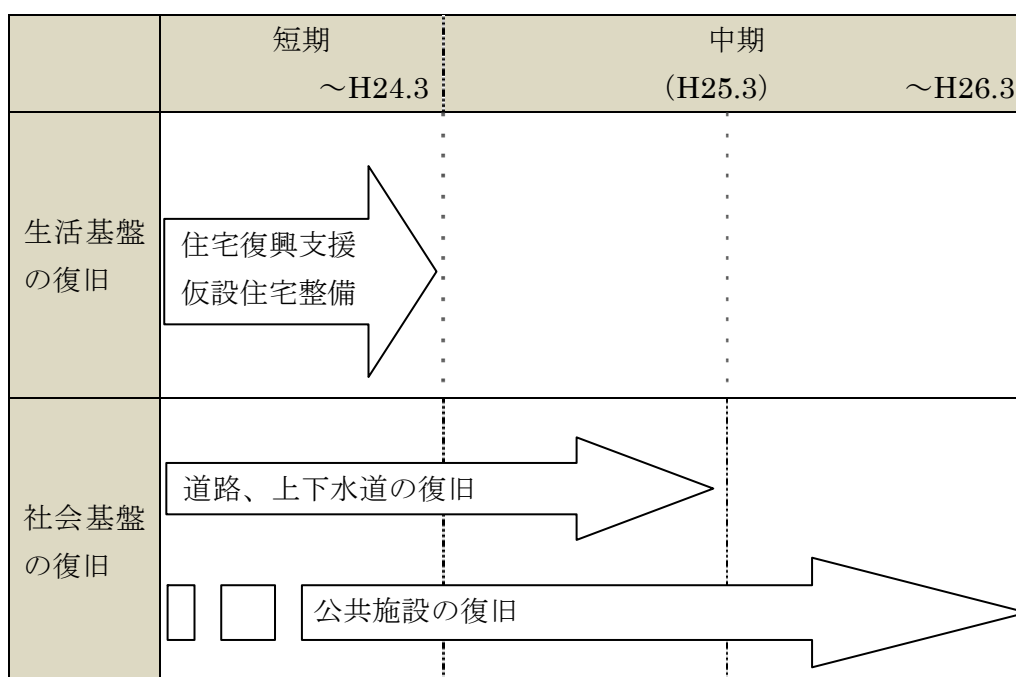 短期
中期
～H24.3
（H25.3）
～H26.3
生活基盤
の復旧
住宅復興支援
仮設住宅整備
社会基盤
の復旧
道路、上下水道の復旧
公共施設の復旧